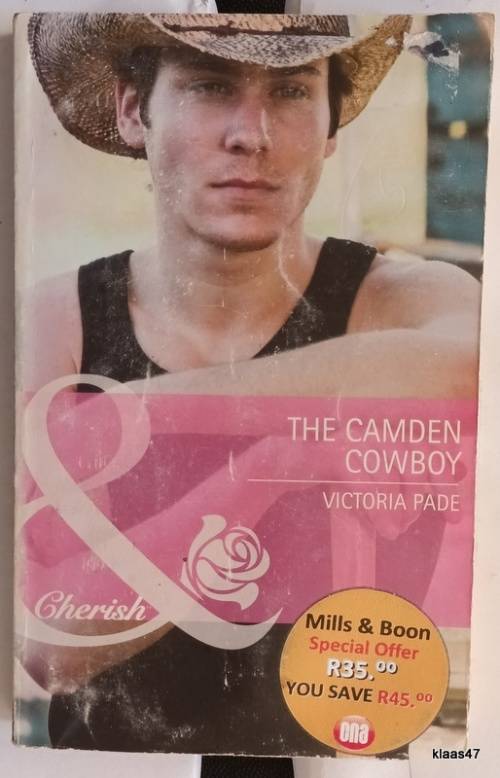 THE CAMDEN
COWBOY
VICTORIA PADE
Cherish
Mills & Boon
Special Offer
R35.00
YOU SAVE R45.00
ona
klaas47